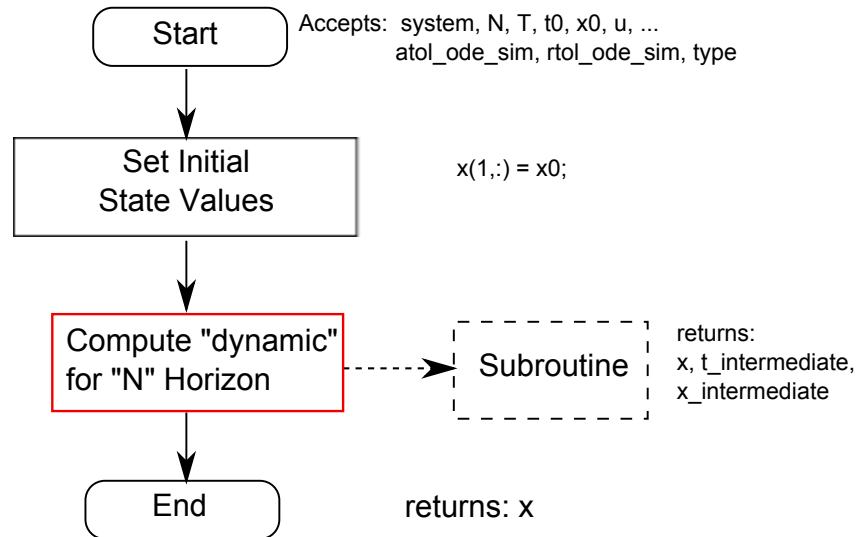 Start
Accepts: system, N, T, t0, x0, u, ...
atol_ode_sim, rtol_ode_sim, type
Set Initial
State Values
x(1,:) = x0;
Compute "dynamic"
for "N" Horizon
Subroutine
returns:
x, t_intermediate,
x_intermediate
End
returns: x